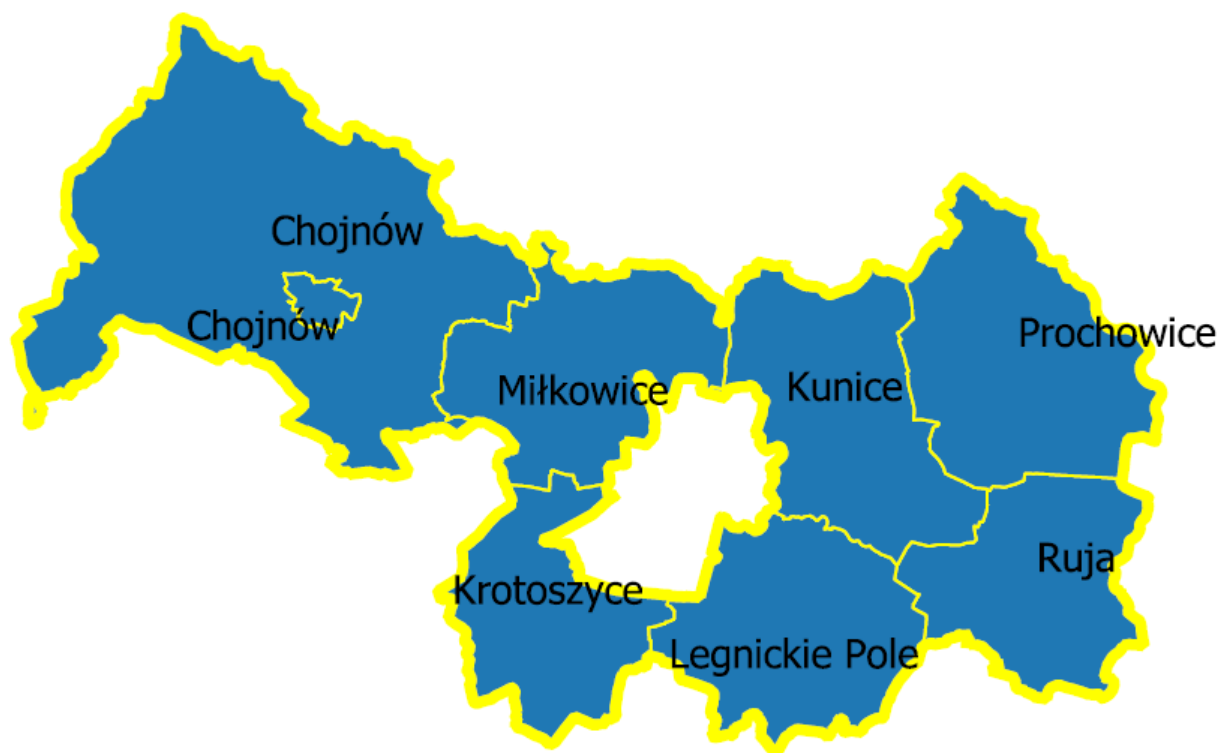 Chojnów
Chojnów
Prochowice
Miłkowice
Kunice
Ruja
Krotoszyce
Legnickie Pole